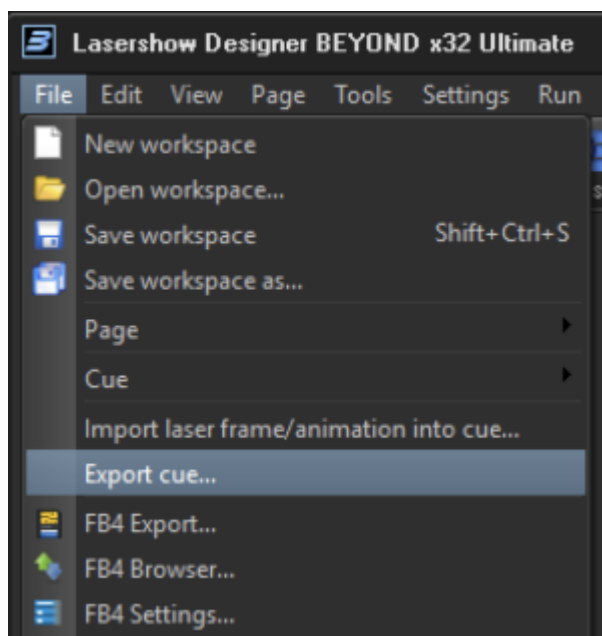 Lasershow Designer BEYOND x32 Ultimate
File Edit View Page Tools Settings Run
New workspace
Open workspace...
Save workspace Shift+Ctrl+S
Save workspace as...
Page
Cue
Import laser frame/animation into cue...
Export cue...
FB4 Export...
FB4 Browser...
FB4 Settings...